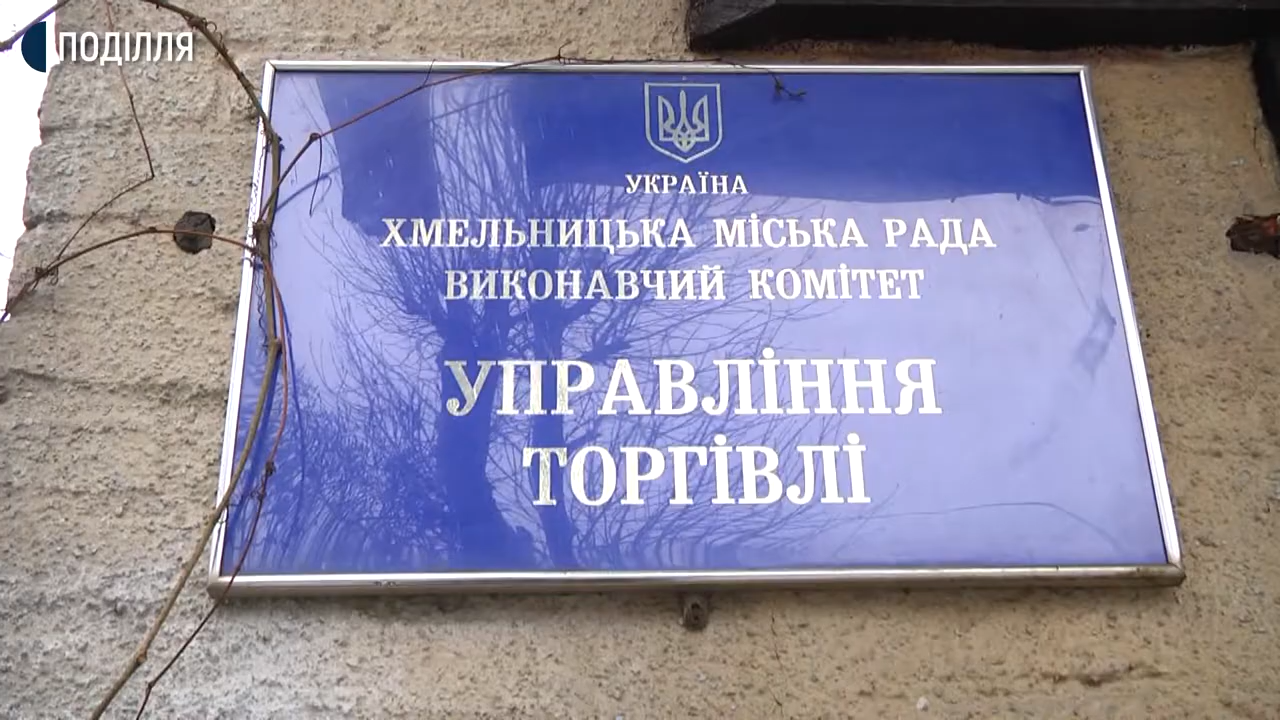 ПОДІЛЛЯ
УКРАЇНА
ХМЕЛЬНИЦЬКА МІСЬКА РАДА
ВИКОНАВЧИЙ КОМІТЕТ
УПРАВЛІННЯ
ТОРГІВЛІ